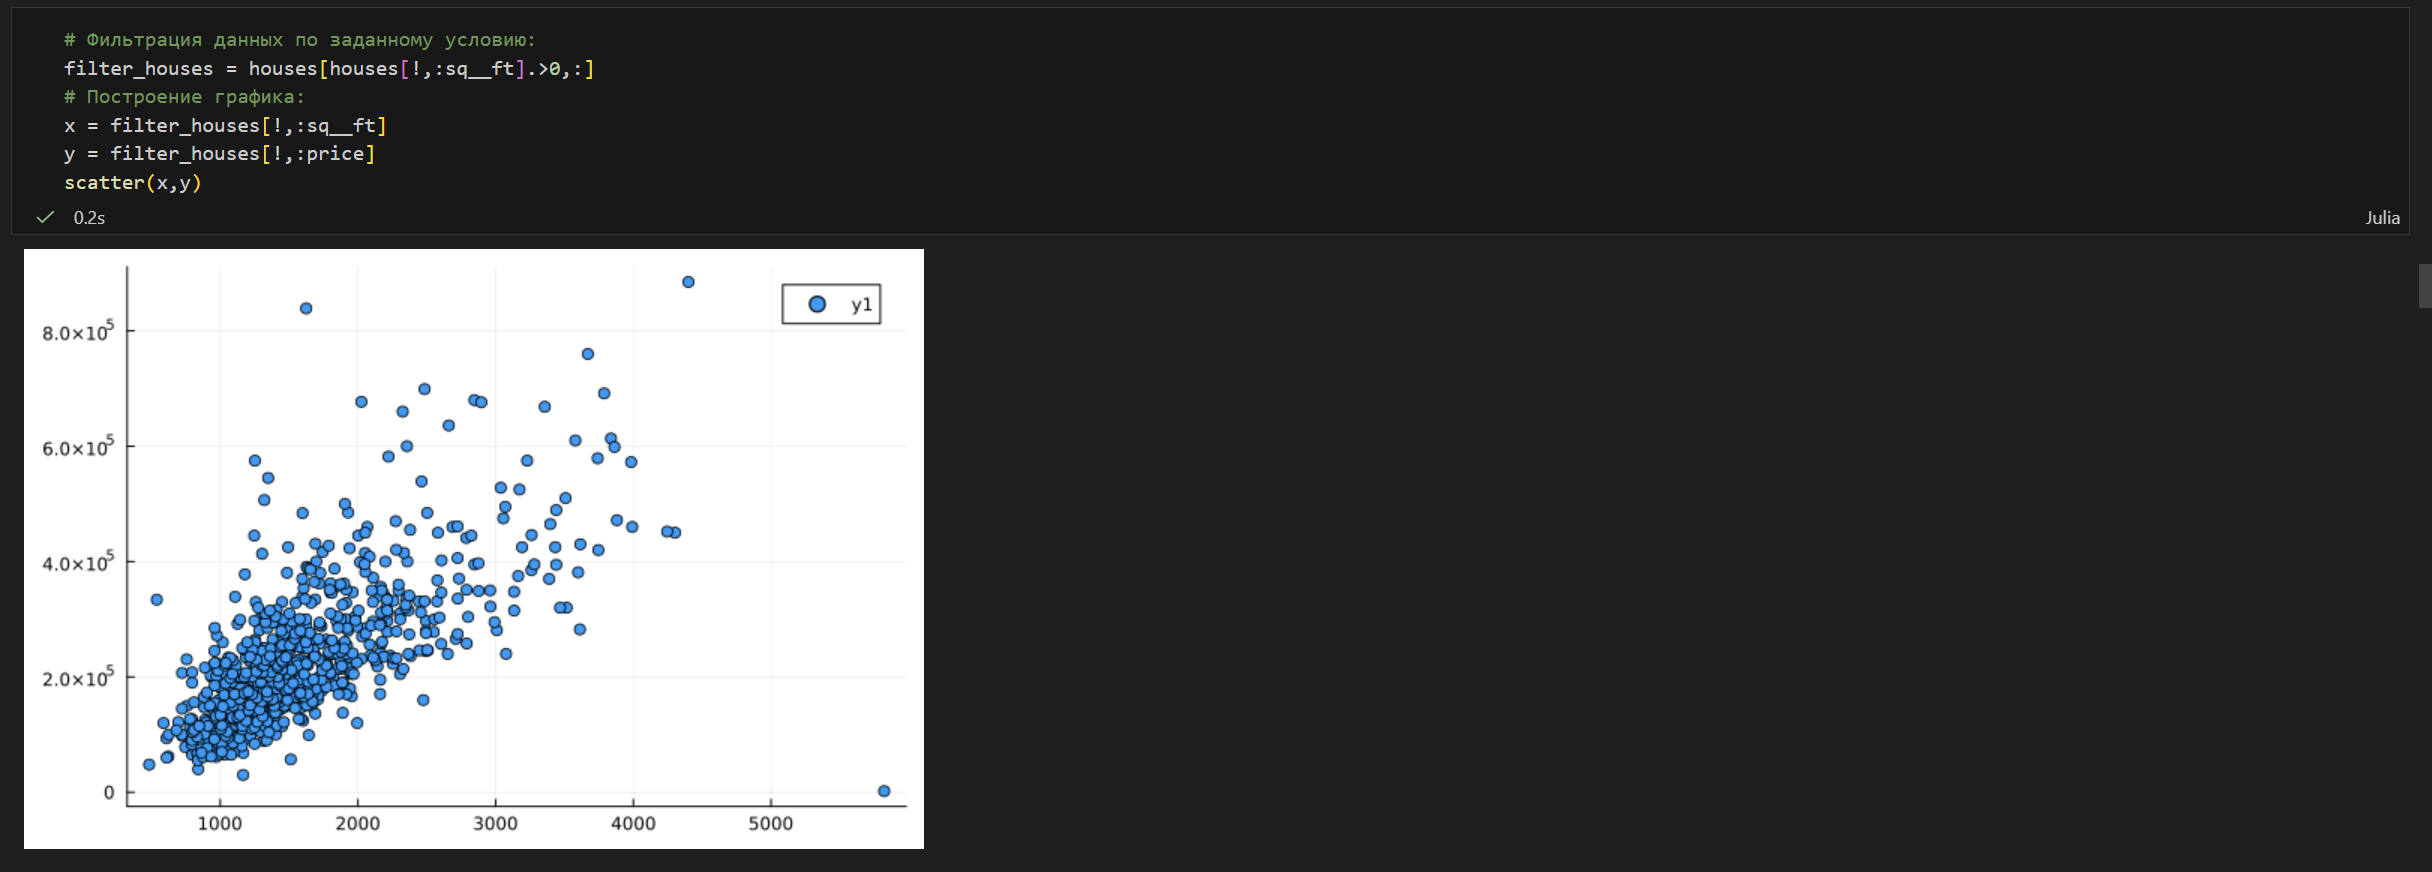 # Фильтрация данных по заданному условию:
filter_houses = houses[houses[!,:sq__ft].>0,:]
# Построение графика:
x = filter_houses[!,:sq__ft]
y = filter_houses[!,:price]
scatter(x,y)
0.2s
Julia
y1
8.0×10⁵
6.0×10⁵
4.0×10⁵
2.0×10⁵
0
1000 2000 3000 4000 5000